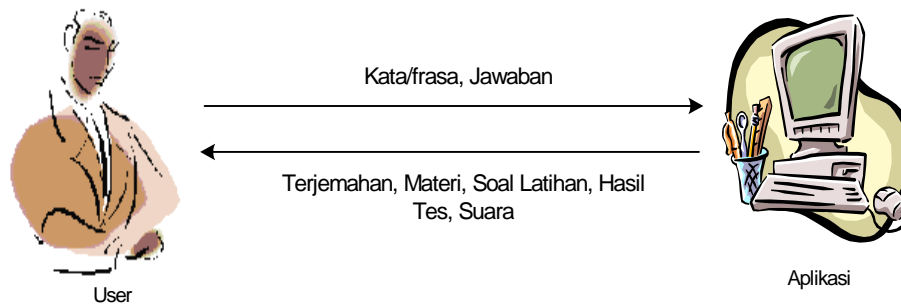 Kata/frasa, Jawaban
Terjemahan, Materi, Soal Latihan, Hasil
Tes, Suara
User
Aplikasi